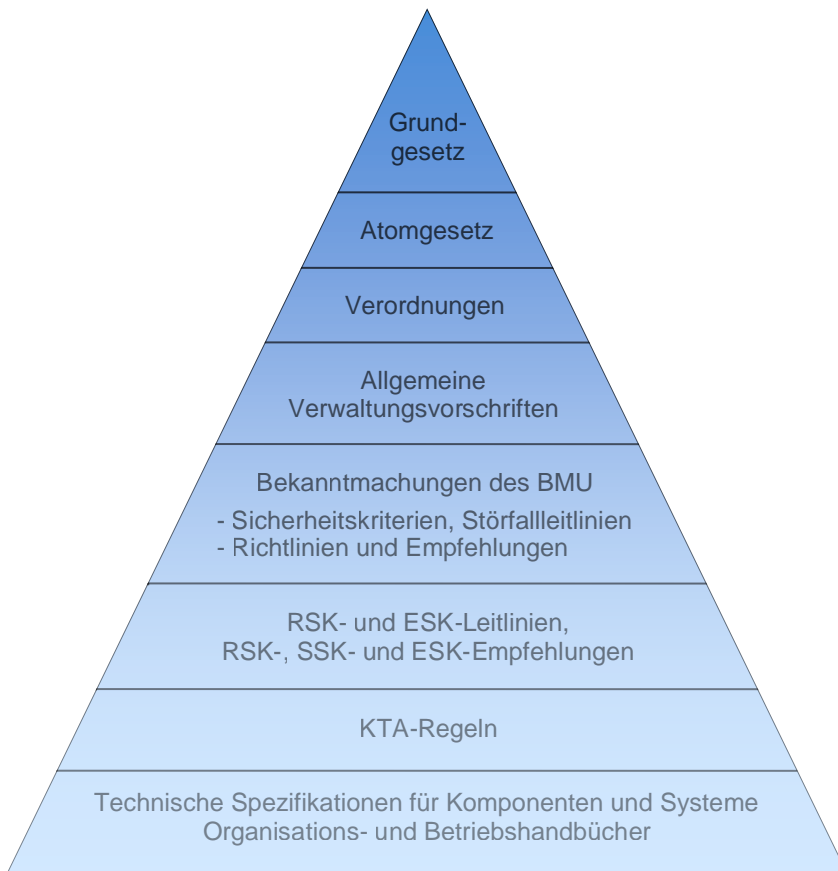 Grund-
gesetz
Atomgesetz
Verordnungen
Allgemeine
Verwaltungsvorschriften
Bekanntmachungen des BMU
- Sicherheitskriterien, Störfallleitlinien
- Richtlinien und Empfehlungen
RSK- und ESK-Leitlinien,
RSK-, SSK- und ESK-Empfehlungen
KTA-Regeln
Technische Spezifikationen für Komponenten und Systeme
Organisations- und Betriebshandbücher